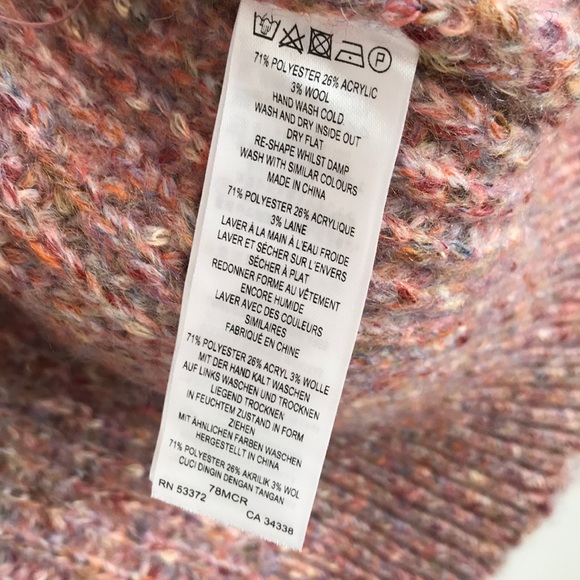 P
71% POLYESTER 26% ACRYLIC
3% WOOL
HAND WASH COLD
WASH AND DRY INSIDE OUT
DRY FLAT
RE-SHAPE WHILST DAMP
WASH WITH SIMILAR COLOURS
MADE IN CHINA
71% POLYESTER 26% ACRYLIQUE
3% LAINE
LAVER À LA MAIN À L'EAU FROIDE
LAVER ET SÉCHER SUR L'ENVERS
SÉCHER À PLAT
REDONNER FORME AU VÊTEMENT
ENCORE HUMIDE
LAVER AVEC DES COULEURS
SIMILAIRES
FABRIQUÉ EN CHINE
71% POLYESTER 26% ACRYL 3% WOLLE
MIT DER HAND KALT WASCHEN
AUF LINKS WASCHEN UND TROCKNEN
LIEGEND TROCKNEN
IN FEUCHTEM ZUSTAND IN FORM
ZIEHEN
MIT ÄHNLICHEN FARBEN WASCHEN
HERGESTELLT IN CHINA
71% POLYESTER 26% AKRILIK 3% WOL
CUCI DINGIN DENGAN TANGAN
RN 53372 78MCR CA 34338